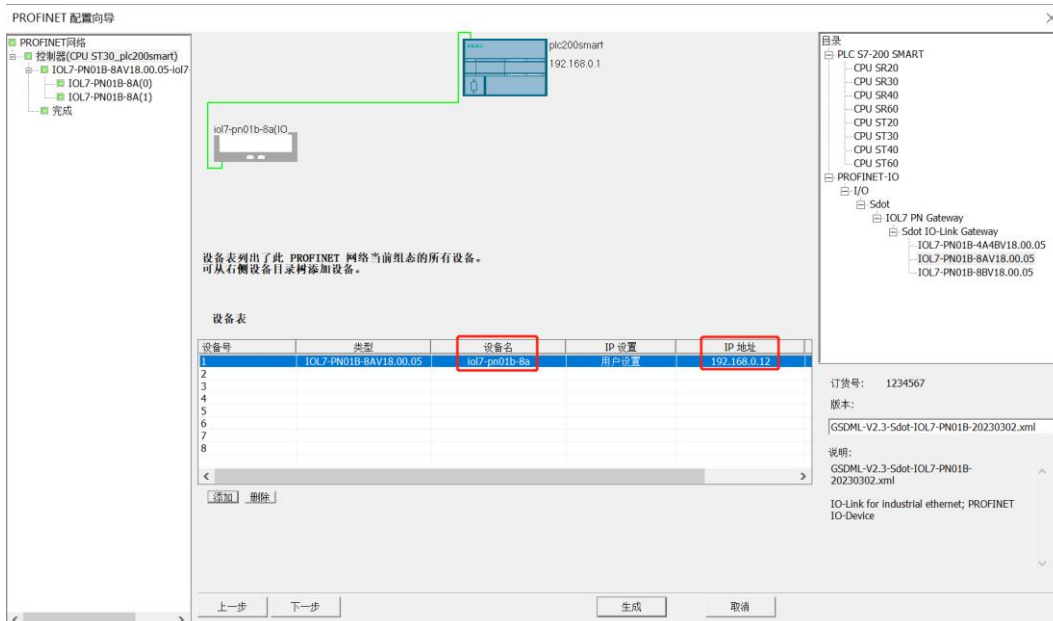 PROFINET 配置向导
PROFINET网络
控制器(CPU ST30_plc200smart)
IOL7-PN01B-8AV18.00.05-iol7-
IOL7-PN01B-8A(0)
IOL7-PN01B-8A(1)
完成
plc200smart
192.168.0.1
iol7-pn01b-8a(IO
设备表列出了此 PROFINET 网络当前组态的所有设备。
可从右侧设备目录树添加设备。
设备表
设备号 类型 设备名 IP 设置 IP 地址
1 IOL7-PN01B-8AV18.00.05 iol7-pn01b-8a 用户设置 192.168.0.12
2
3
4
5
6
7
8
添加 删除
上一步 下一步 生成 取消
目录
PLC S7-200 SMART
CPU SR20
CPU SR30
CPU SR40
CPU SR60
CPU ST20
CPU ST30
CPU ST40
CPU ST60
PROFINET-IO
I/O
Sdot
IOL7 PN Gateway
Sdot IO-Link Gateway
IOL7-PN01B-4A4BV18.00.05
IOL7-PN01B-8AV18.00.05
IOL7-PN01B-8BV18.00.05
订货号: 1234567
版本:
GSDML-V2.3-Sdot-IOL7-PN01B-20230302.xml
说明:
GSDML-V2.3-Sdot-IOL7-PN01B-
20230302.xml
IO-Link for industrial ethernet; PROFINET
IO-Device